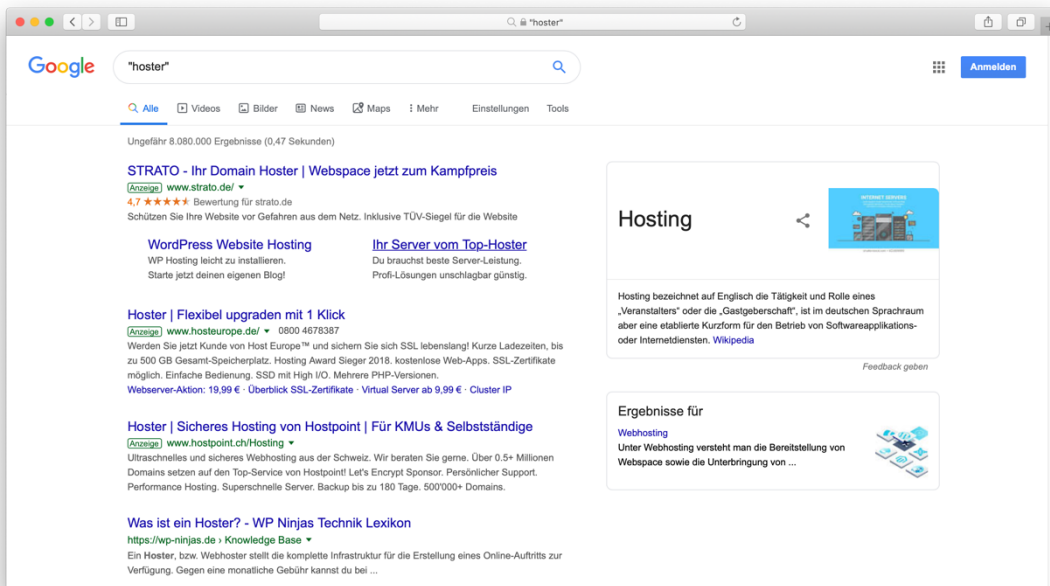 "hoster"
Google
"hoster"
Anmelden
Alle Videos Bilder News Maps Mehr Einstellungen Tools
Ungefähr 8.080.000 Ergebnisse (0,47 Sekunden)
STRATO - Ihr Domain Hoster | Webspace jetzt zum Kampfpreis
Anzeige www.strato.de/
4,7 Bewertung für strato.de
Schützen Sie Ihre Website vor Gefahren aus dem Netz. Inklusive TÜV-Siegel für die Website
WordPress Website Hosting
WP Hosting leicht zu installieren.
Starte jetzt deinen eigenen Blog!
Ihr Server vom Top-Hoster
Du brauchst beste Server-Leistung.
Profi-Lösungen unschlagbar günstig.
Hoster | Flexibel upgraden mit 1 Klick
Anzeige www.hosteurope.de/ 0800 4678387
Werden Sie jetzt Kunde von Host Europe™ und sichern Sie sich SSL lebenslang! Kurze Ladezeiten, bis
zu 500 GB Gesamt-Speicherplatz. Hosting Award Sieger 2018. kostenlose Web-Apps. SSL-Zertifikate
möglich. Einfache Bedienung. SSD mit High I/O. Mehrere PHP-Versionen.
Webserver-Aktion: 19,99 € · Überblick SSL-Zertifikate · Virtual Server ab 9,99 € · Cluster IP
Hoster | Sicheres Hosting von Hostpoint | Für KMUs & Selbstständige
Anzeige www.hostpoint.ch/Hosting
Ultraschnelles und sicheres Webhosting aus der Schweiz. Wir beraten Sie gerne. Über 0.5+ Millionen
Domains setzen auf den Top-Service von Hostpoint! Let's Encrypt Sponsor. Persönlicher Support.
Performance Hosting. Superschnelle Server. Backup bis zu 180 Tage. 500'000+ Domains.
Was ist ein Hoster? - WP Ninjas Technik Lexikon
https://wp-ninjas.de › Knowledge Base
Ein Hoster, bzw. Webhoster stellt die komplette Infrastruktur für die Erstellung eines Online-Auftritts zur
Verfügung. Gegen eine monatliche Gebühr kannst du bei ...
Hosting
INTERNET SERVERS
Hosting bezeichnet auf Englisch die Tätigkeit und Rolle eines
„Veranstalters" oder die „Gastgeberschaft", ist im deutschen Sprachraum
aber eine etablierte Kurzform für den Betrieb von Softwareapplikations-
oder Internetdiensten. Wikipedia
Feedback geben
Ergebnisse für
Webhosting
Unter Webhosting versteht man die Bereitstellung von
Webspace sowie die Unterbringung von ...